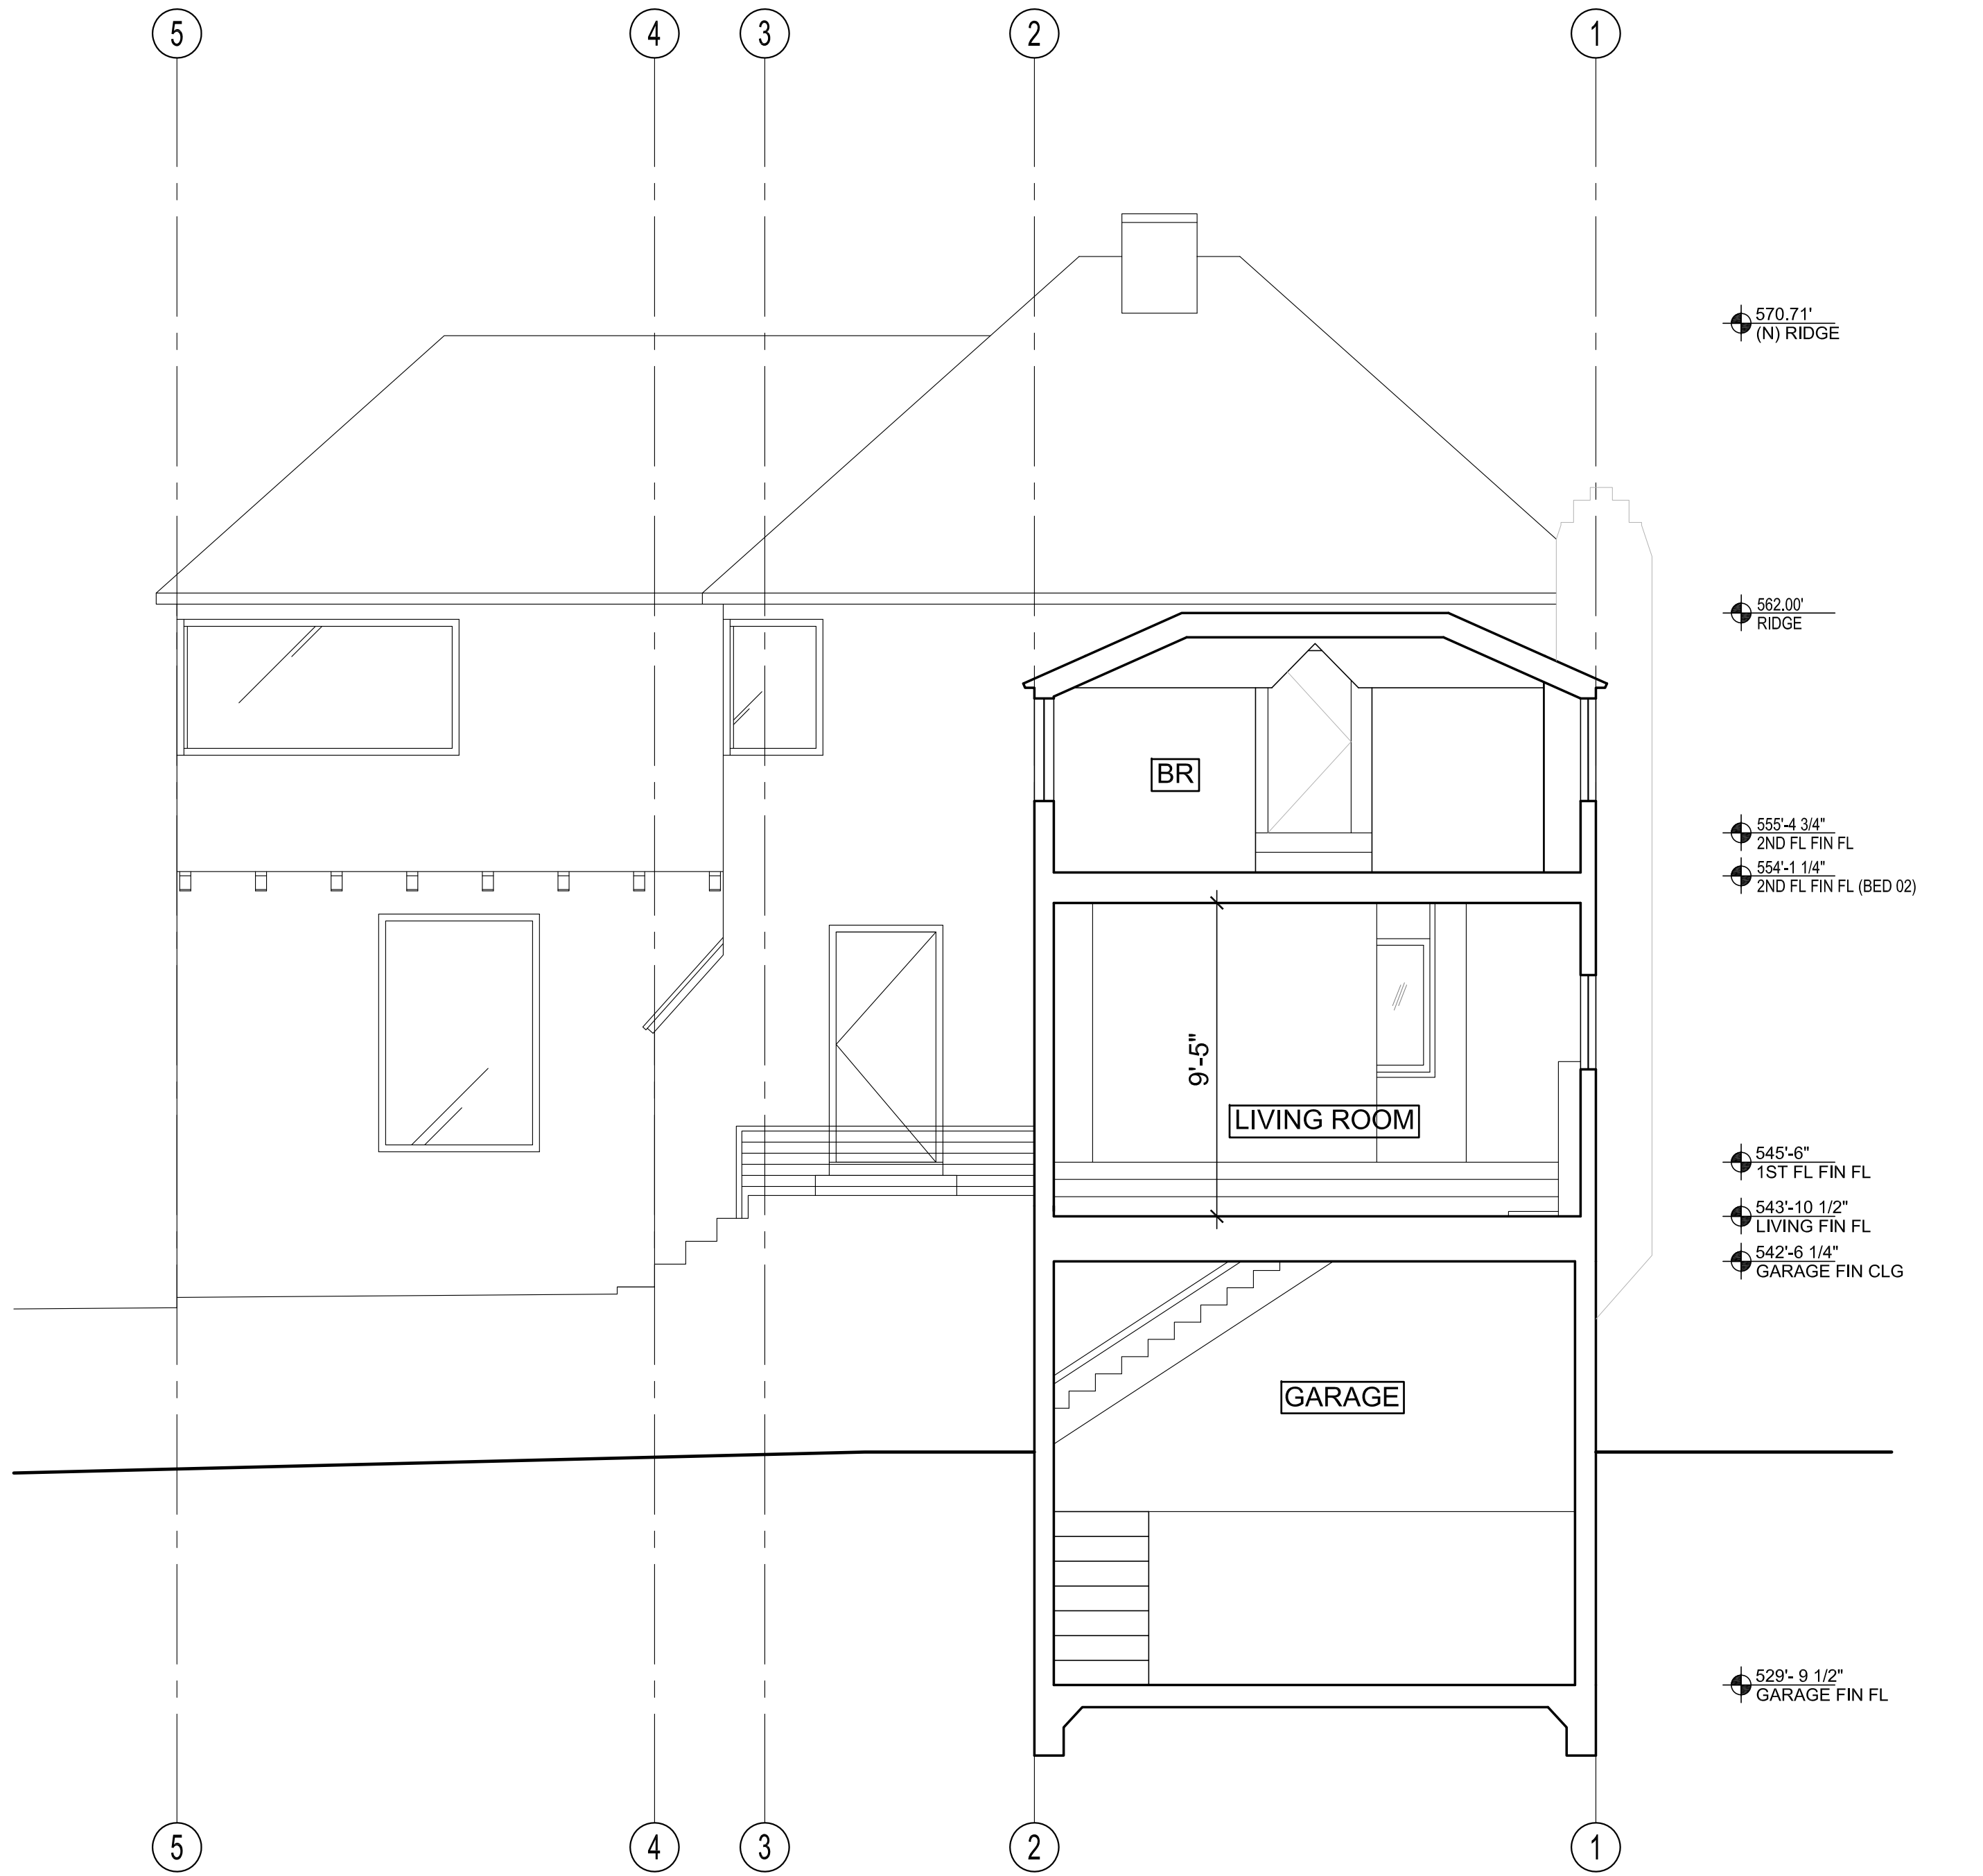 5 4 3 2 1
570.71'
(N) RIDGE
562.00'
RIDGE
BR
555'-4 3/4"
2ND FL FIN FL
554'-1 1/4"
2ND FL FIN FL (BED 02)
9'-5"
LIVING ROOM
545'-6"
1ST FL FIN FL
543'-10 1/2"
LIVING FIN FL
542'-6 1/4"
GARAGE FIN CLG
GARAGE
529'- 9 1/2"
GARAGE FIN FL
5 4 3 2 1